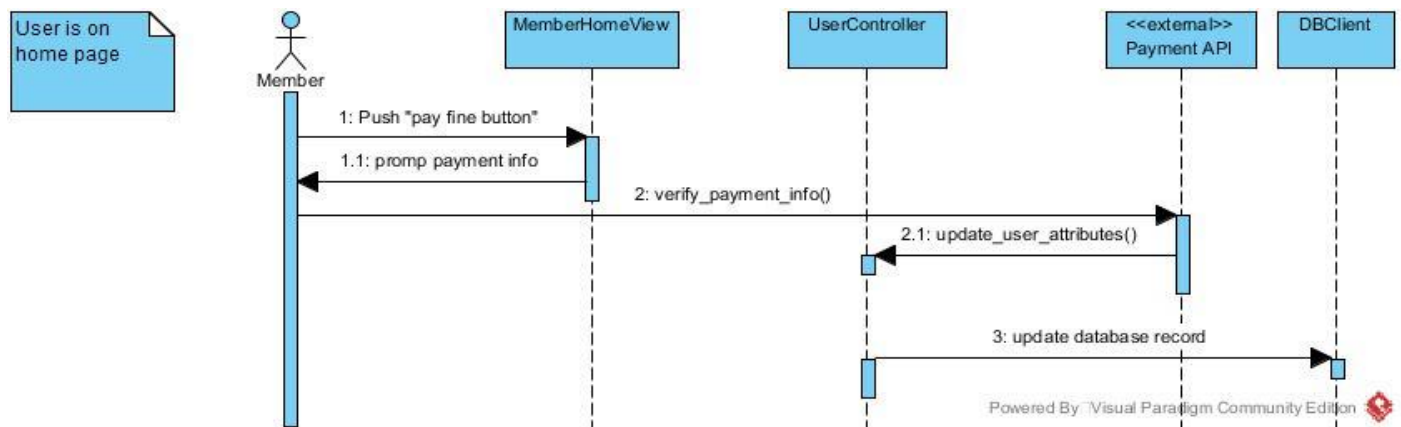 User is on
home page
Member
MemberHomeView
UserController
<<external>>
Payment API
DBClient
1: Push "pay fine button"
1.1: promp payment info
2: verify_payment_info()
2.1: update_user_attributes()
3: update database record
Powered By Visual Paradigm Community Edition